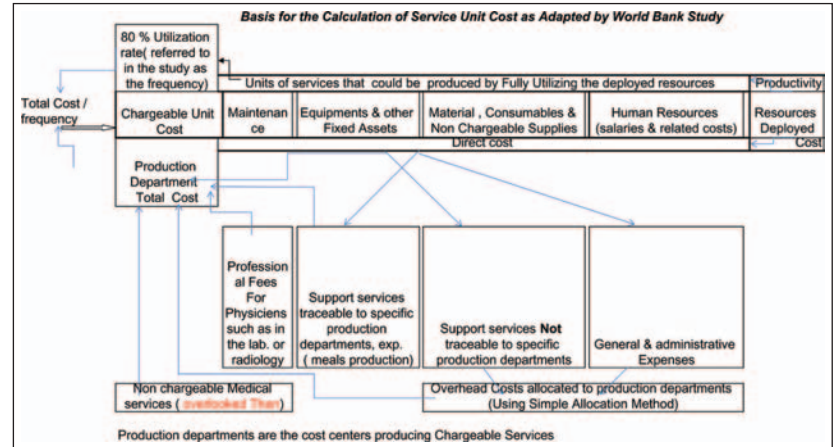 Basis for the Calculation of Service Unit Cost as Adapted by World Bank Study
80 % Utilization
rate( referred to
in the study as
the frequency)
Units of services that could be produced by Fully Utilizing the deployed resources
Productivity
Total Cost /
frequency
Chargeable Unit
Cost
Maintenan
ce
Equipments & other
Fixed Assets
Material , Consumables &
Non Chargeable Supplies
Human Resources
(salaries & related costs)
Resources
Deployed
Direct cost
Cost
Production
Department
Total Cost
Profession
al Fees
For
Physiciens
such as in
the lab. or
radiology
Support services
traceable to specific
production
departments, exp.
( meals production)
Support services Not
traceable to specific
production departments
General & administrative
Expenses
Non chargeable Medical
services ( overlooked Than)
Overhead Costs allocated to production departments
(Using Simple Allocation Method)
Production departments are the cost centers producing Chargeable Services